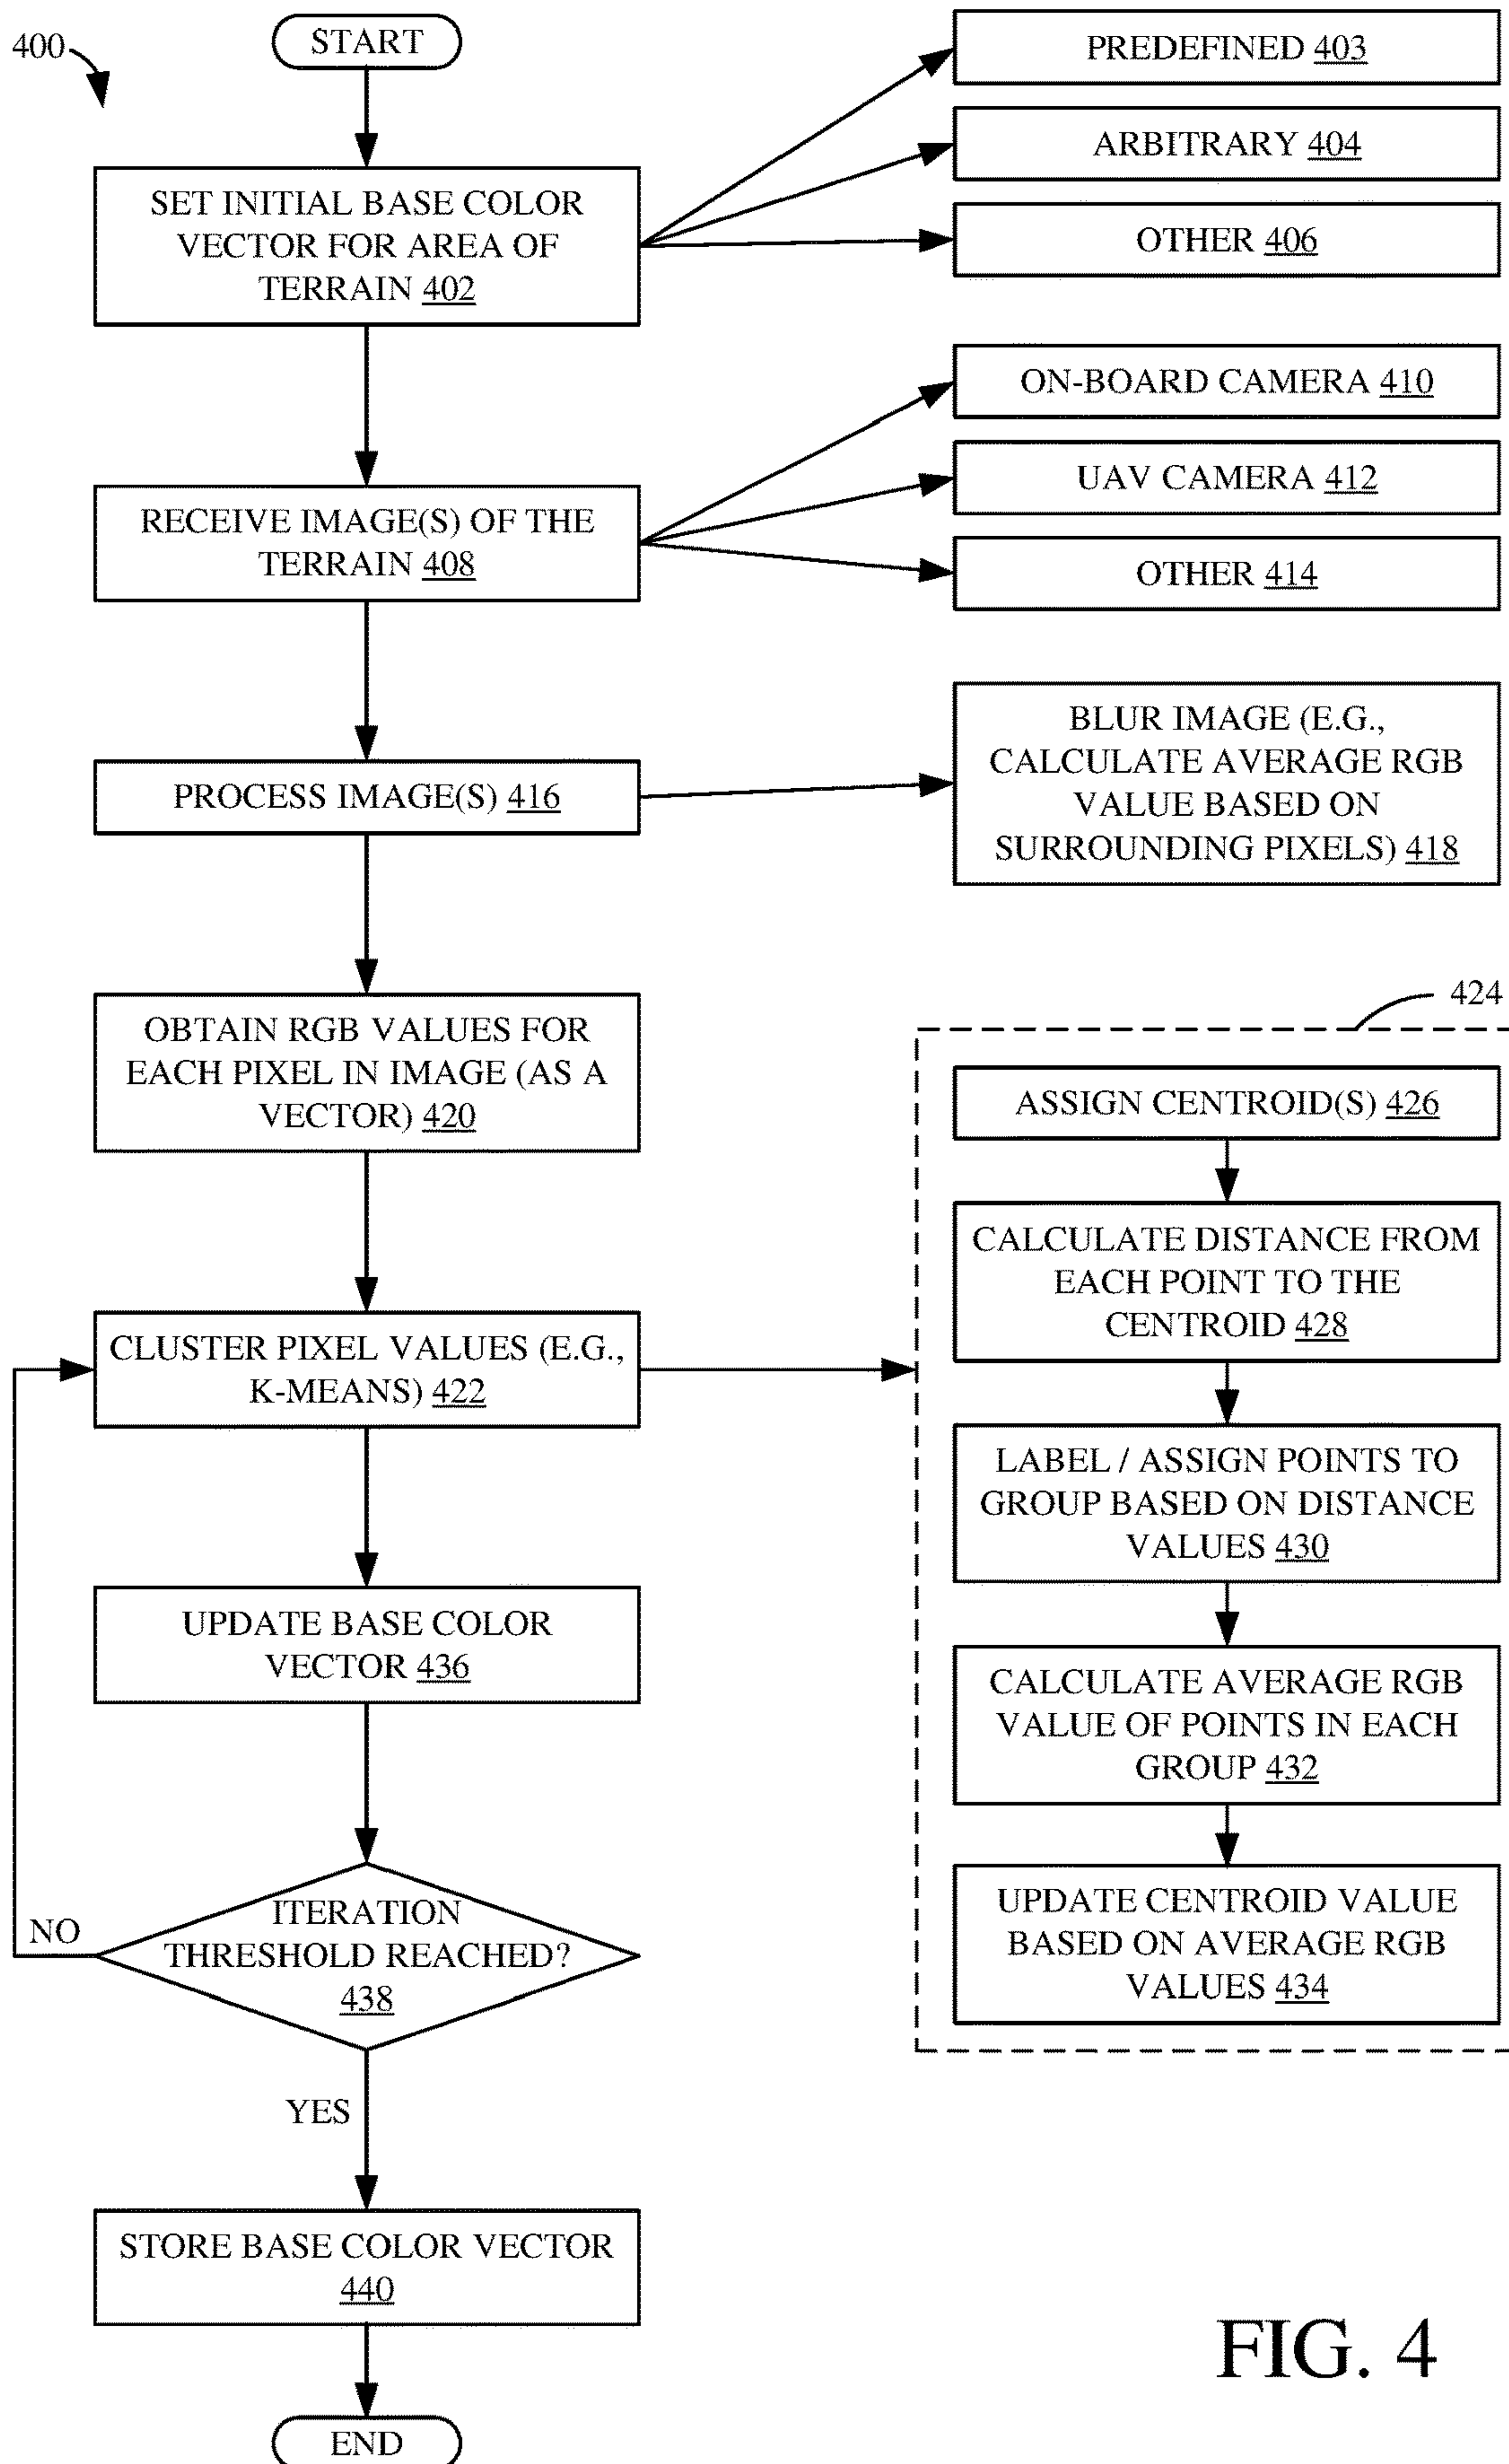 400
START
SET INITIAL BASE COLOR
VECTOR FOR AREA OF
TERRAIN 402
PREDEFINED 403
ARBITRARY 404
OTHER 406
RECEIVE IMAGE(S) OF THE
TERRAIN 408
ON-BOARD CAMERA 410
UAV CAMERA 412
OTHER 414
PROCESS IMAGE(S) 416
BLUR IMAGE (E.G.,
CALCULATE AVERAGE RGB
VALUE BASED ON
SURROUNDING PIXELS) 418
OBTAIN RGB VALUES FOR
EACH PIXEL IN IMAGE (AS A
VECTOR) 420
CLUSTER PIXEL VALUES (E.G.,
K-MEANS) 422
424
ASSIGN CENTROID(S) 426
CALCULATE DISTANCE FROM
EACH POINT TO THE
CENTROID 428
LABEL / ASSIGN POINTS TO
GROUP BASED ON DISTANCE
VALUES 430
CALCULATE AVERAGE RGB
VALUE OF POINTS IN EACH
GROUP 432
UPDATE CENTROID VALUE
BASED ON AVERAGE RGB
VALUES 434
UPDATE BASE COLOR
VECTOR 436
ITERATION
THRESHOLD REACHED?
438
NO
YES
STORE BASE COLOR VECTOR
440
END
FIG. 4